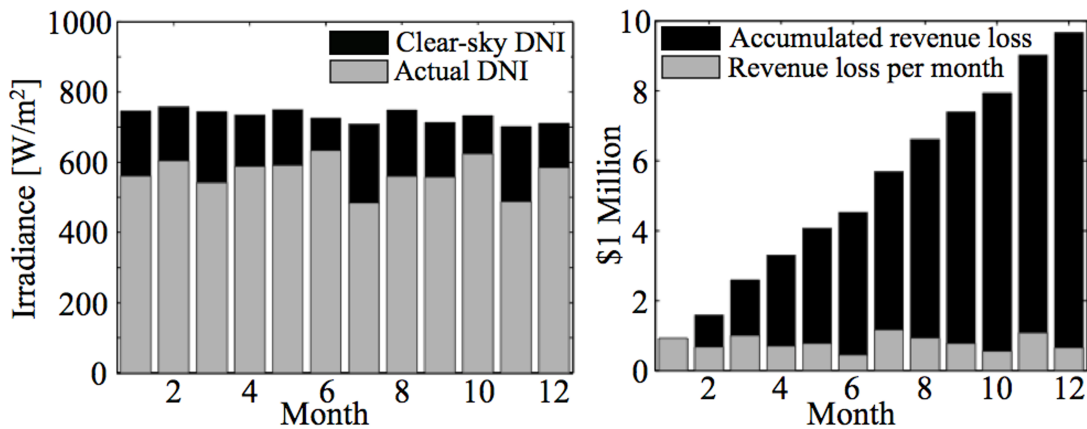 1000
800
600
400
200
0
Irradiance [W/m²]
Clear-sky DNI
Actual DNI
2 4 6 8 10 12
Month
10
8
6
4
2
0
$1 Million
Accumulated revenue loss
Revenue loss per month
2 4 6 8 10 12
Month